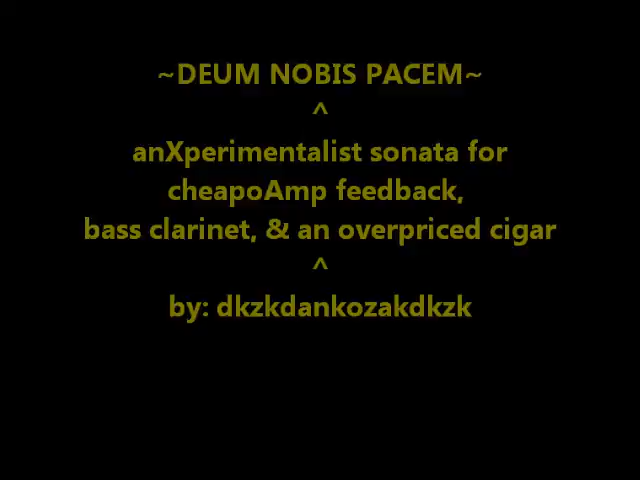 ~DEUM NOBIS PACEM~
^
anXperimentalist sonata for
cheapoAmp feedback,
bass clarinet, & an overpriced cigar
^
by: dkzkdankozakdkzk